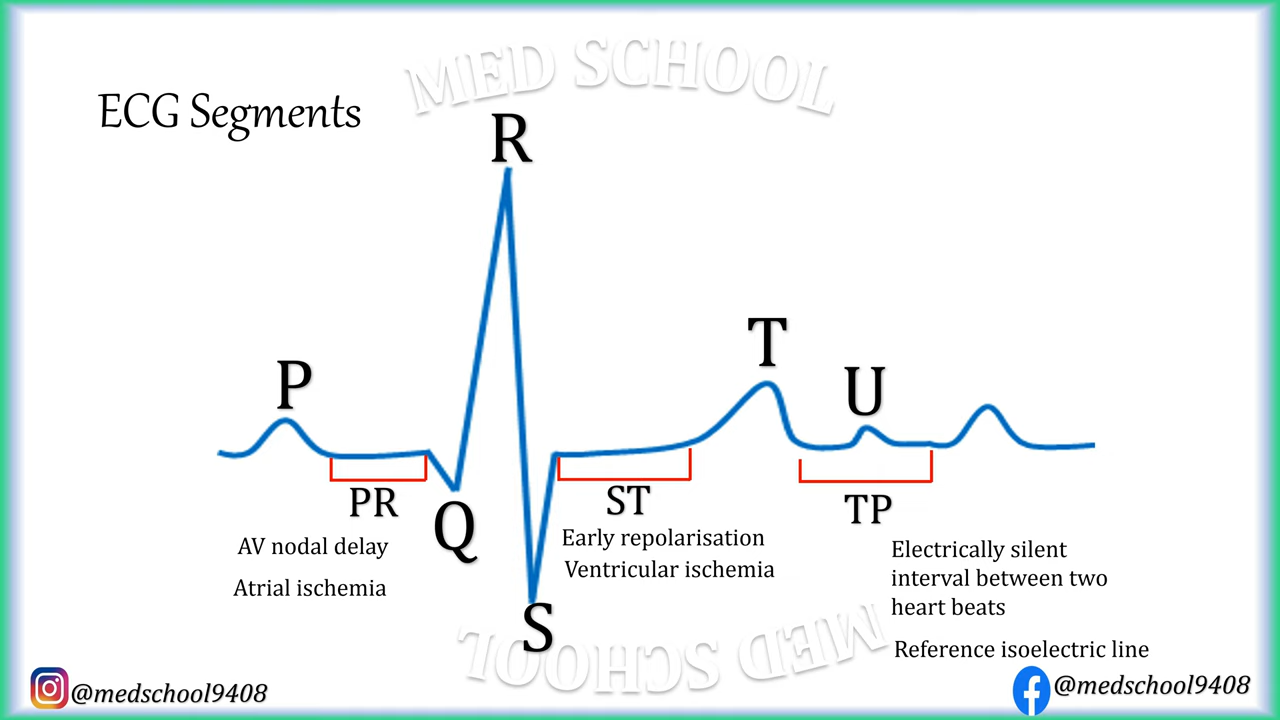 MED SCHOOL
ECG Segments
R
P
T
U
PR
Q
ST
TP
AV nodal delay
Atrial ischemia
Early repolarisation
Ventricular ischemia
Electrically silent
interval between two
heart beats
S
MED SCHOOL
Reference isoelectric line
@medschool9408
@medschool9408